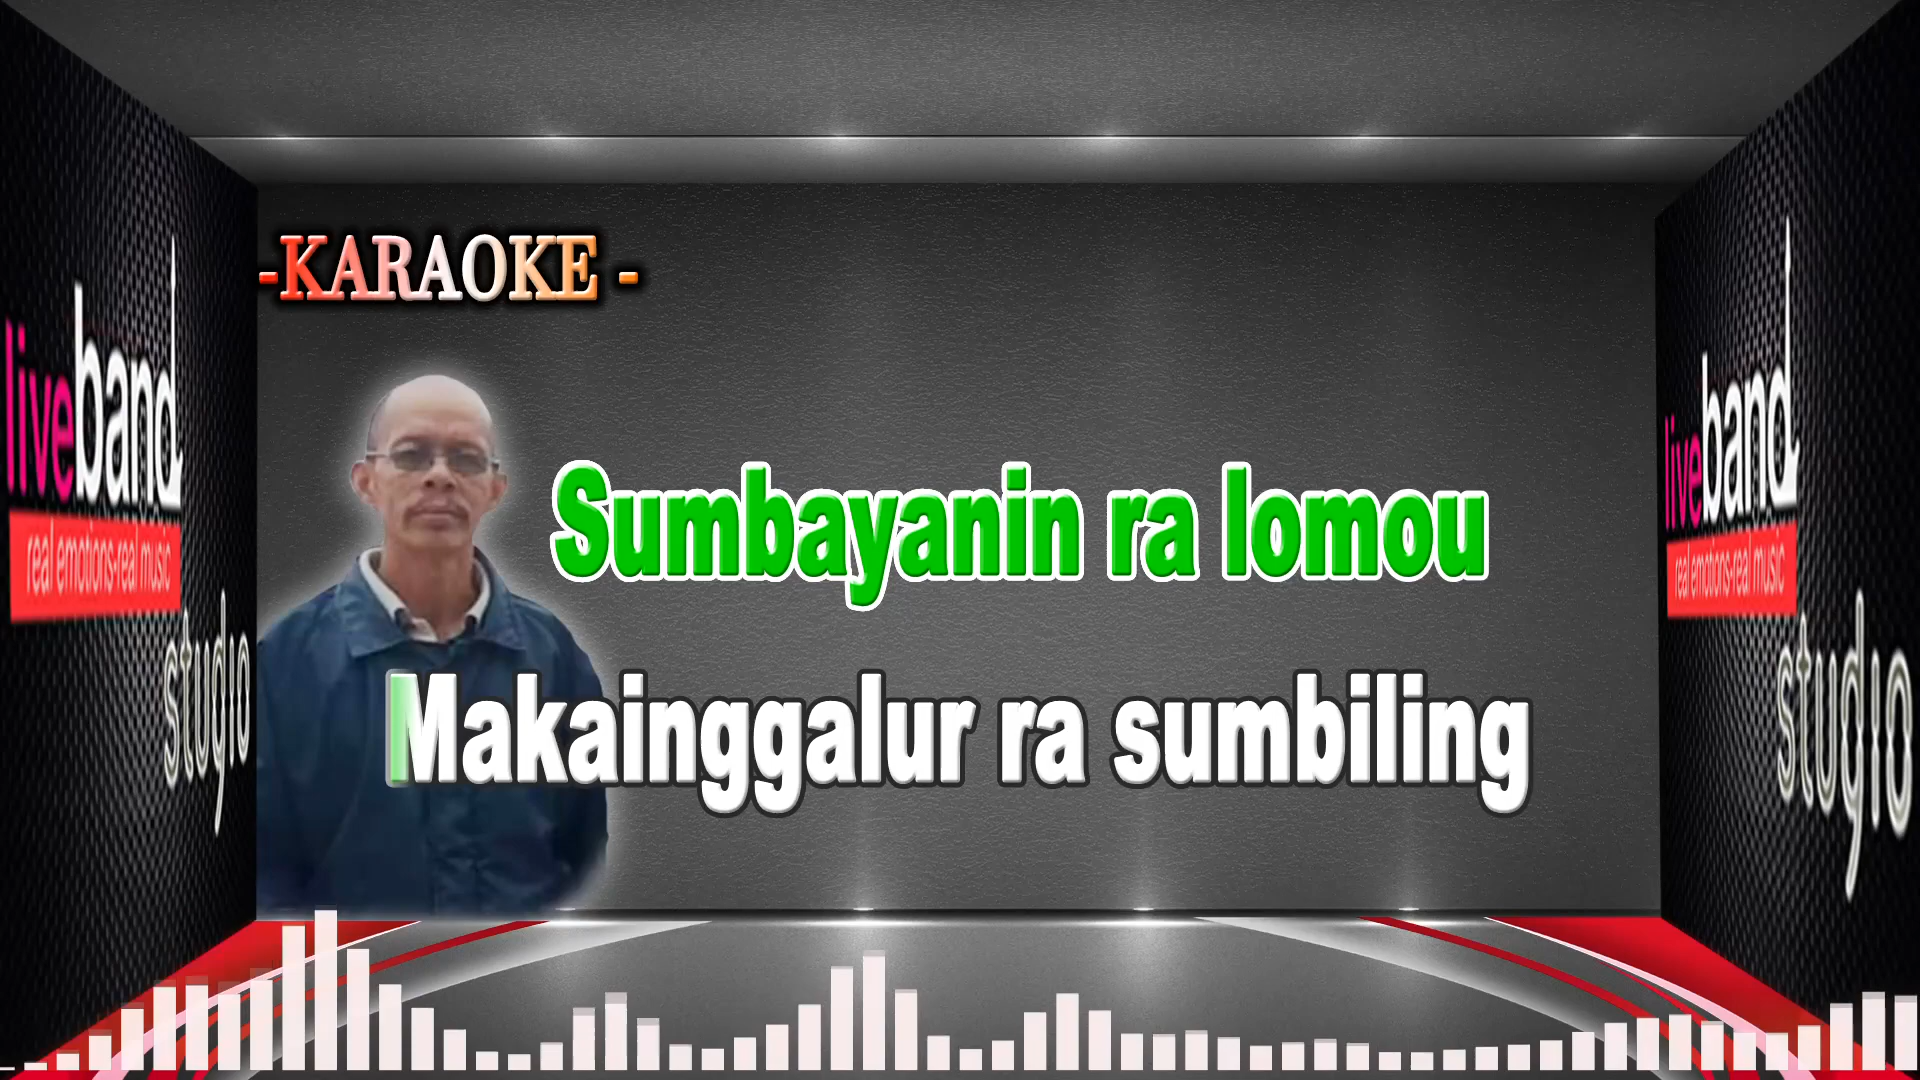 -KARAOKE -
liveband
real emotions-real music
studio
Sumbayanin ra lomou
Makainggalur ra sumbiling
liveband
real emotions-real music
studio